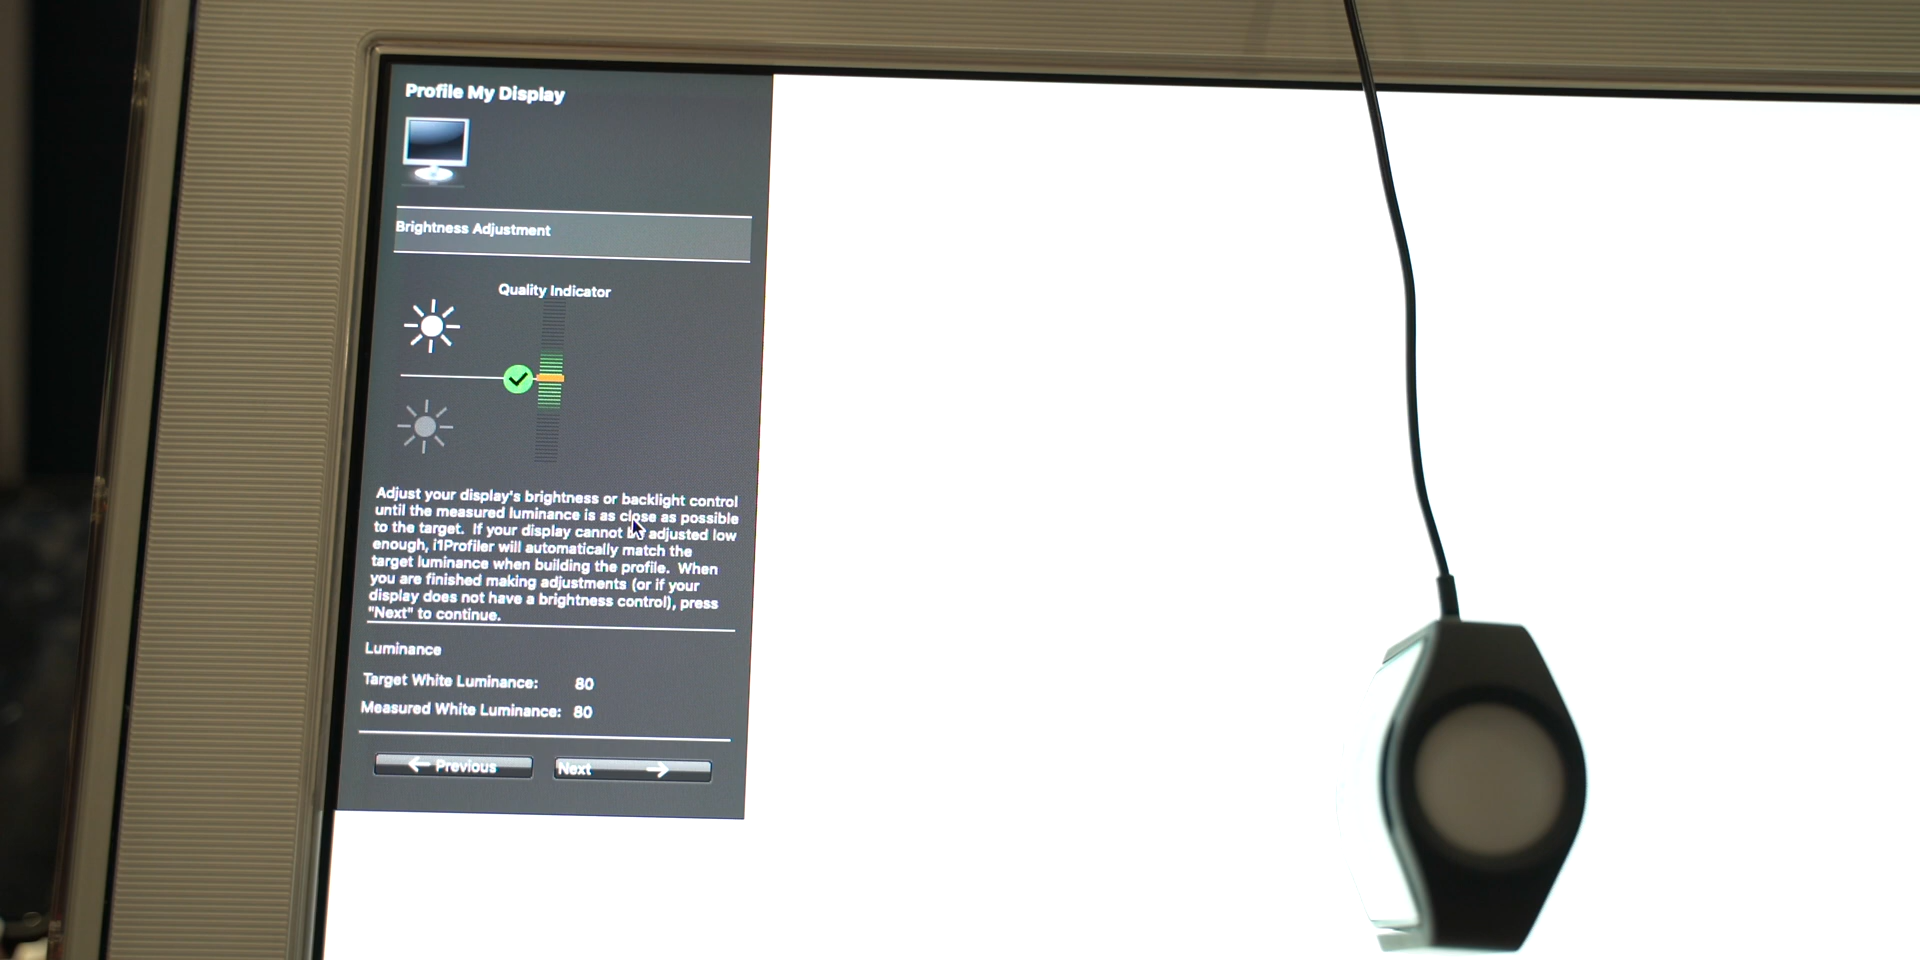 Profile My Display
Brightness Adjustment
Quality Indicator
Adjust your display's brightness or backlight control
until the measured luminance is as close as possible
to the target. If your display cannot be adjusted low
enough, i1Profiler will automatically match the
target luminance when building the profile. When
you are finished making adjustments (or if your
display does not have a brightness control), press
"Next" to continue.
Luminance
Target White Luminance: 80
Measured White Luminance: 80
Previous Next